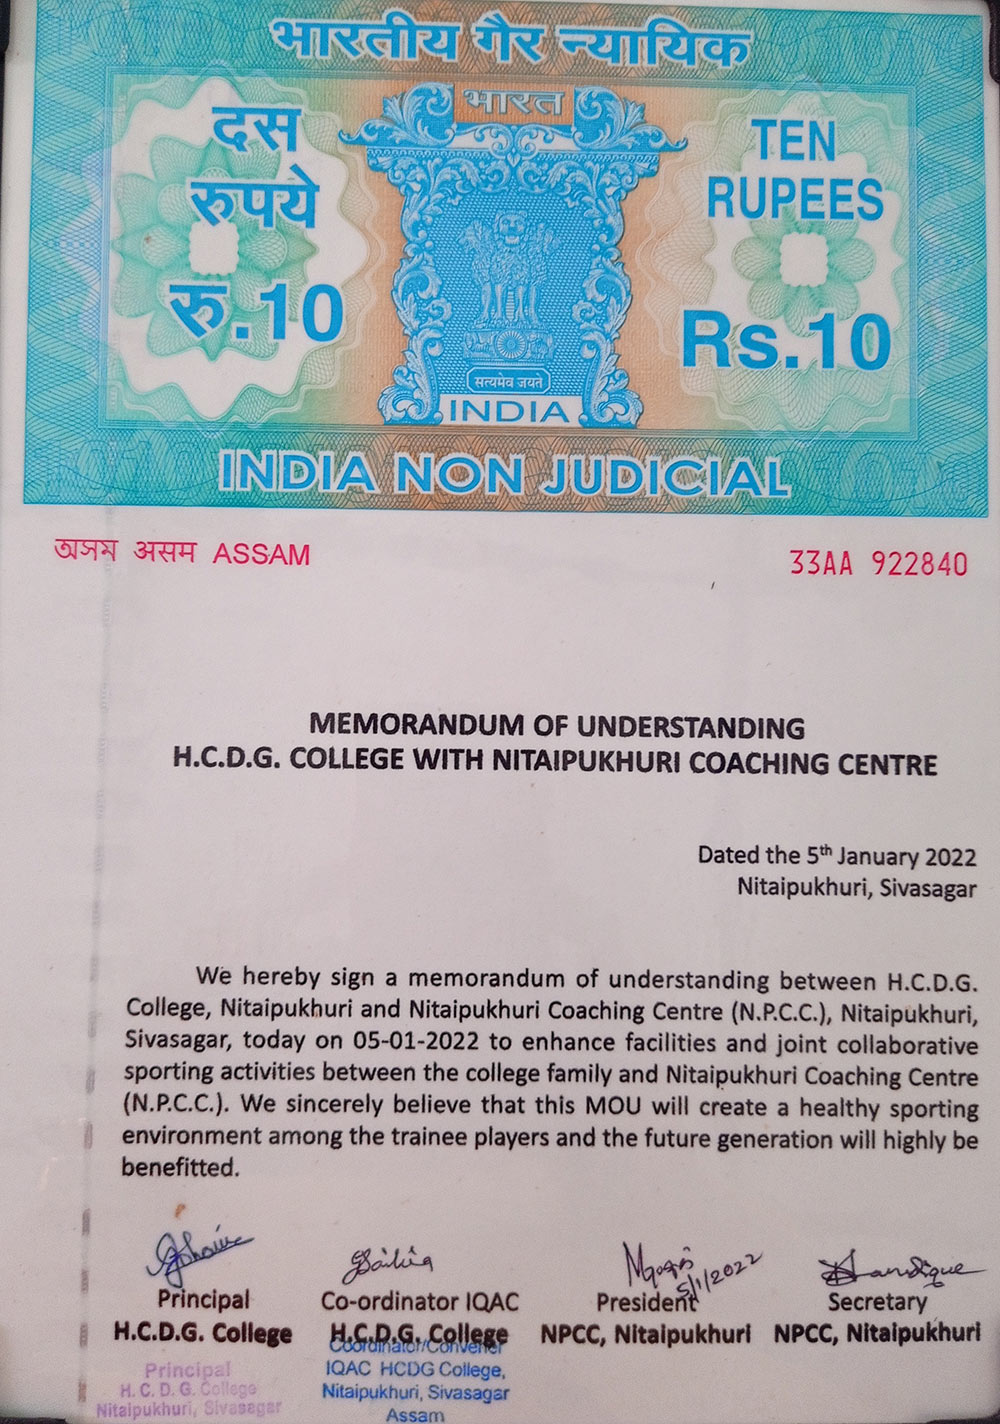 भारतीय गैर न्यायिक
भारत
दस
रुपये
रु.10
TEN
RUPEES
Rs.10
सत्यमेव जयते
INDIA
INDIA NON JUDICIAL
অসম असम ASSAM
33AA 922840
MEMORANDUM OF UNDERSTANDING
H.C.D.G. COLLEGE WITH NITAIPUKHURI COACHING CENTRE
Dated the 5th January 2022
Nitaipukhuri, Sivasagar
We hereby sign a memorandum of understanding between H.C.D.G.
College, Nitaipukhuri and Nitaipukhuri Coaching Centre (N.P.C.C.), Nitaipukhuri,
Sivasagar, today on 05-01-2022 to enhance facilities and joint collaborative
sporting activities between the college family and Nitaipukhuri Coaching Centre
(N.P.C.C.). We sincerely believe that this MOU will create a healthy sporting
environment among the trainee players and the future generation will highly be
benefitted.
5/1/2022
Principal
H.C.D.G. College
Principal
H. C. D. G. College
Nitaipukhuri, Sivasagar
Co-ordinator IQAC
H.C.D.G. College
Coordinator/Convener
IQAC HCDG College,
Nitaipukhuri, Sivasagar
Assam
President
NPCC, Nitaipukhuri
Secretary
NPCC, Nitaipukhuri